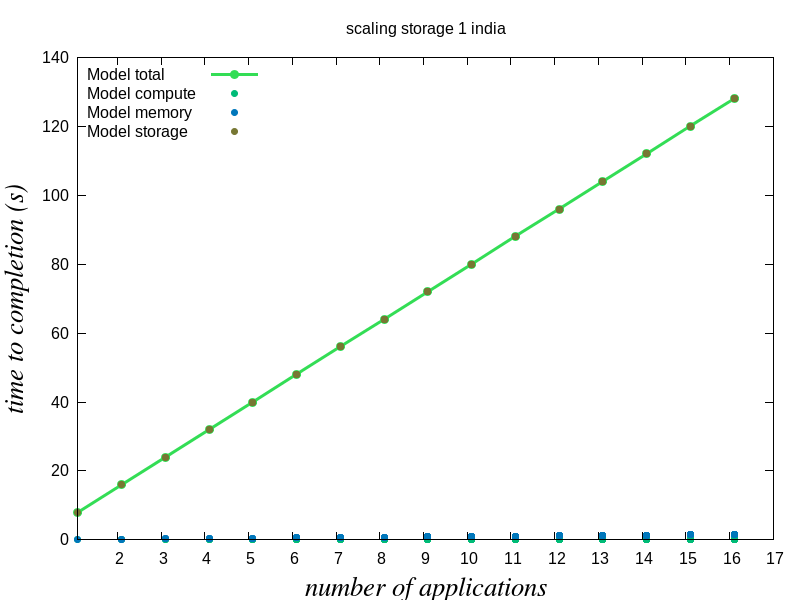 scaling storage 1 india
140
120
100
80
60
40
20
0
Model total
Model compute
Model memory
Model storage
time to completion (s)
2 3 4 5 6 7 8 9 10 11 12 13 14 15 16 17
number of applications